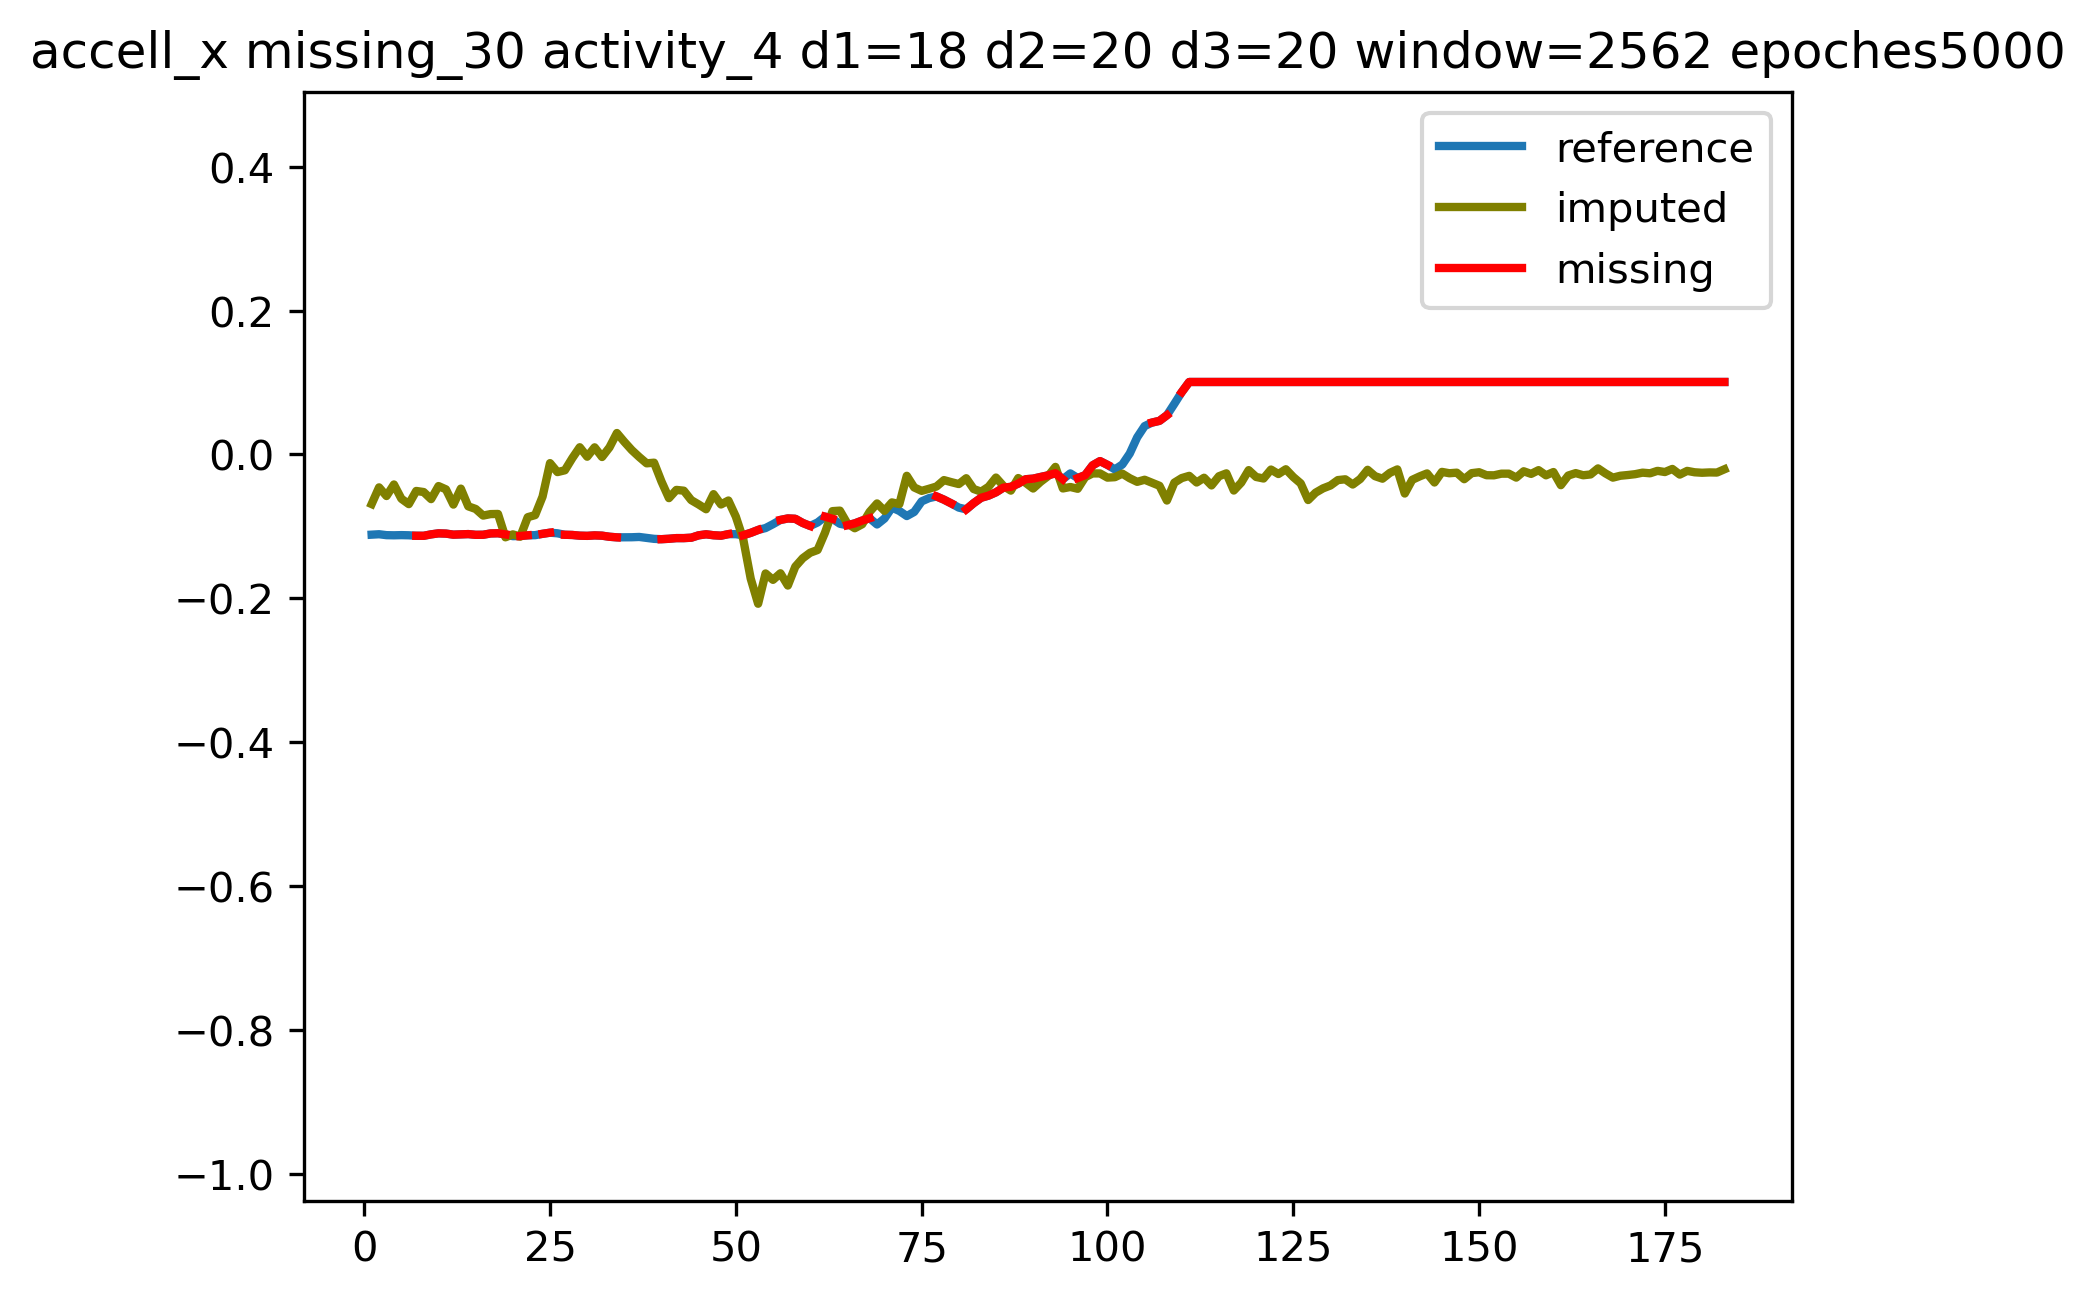 accell_x missing_30 activity_4 d1=18 d2=20 d3=20 window=2562 epoches5000
reference
imputed
missing
0.4
0.2
0.0
−0.2
−0.4
−0.6
−0.8
−1.0
0 25 50 75 100 125 150 175